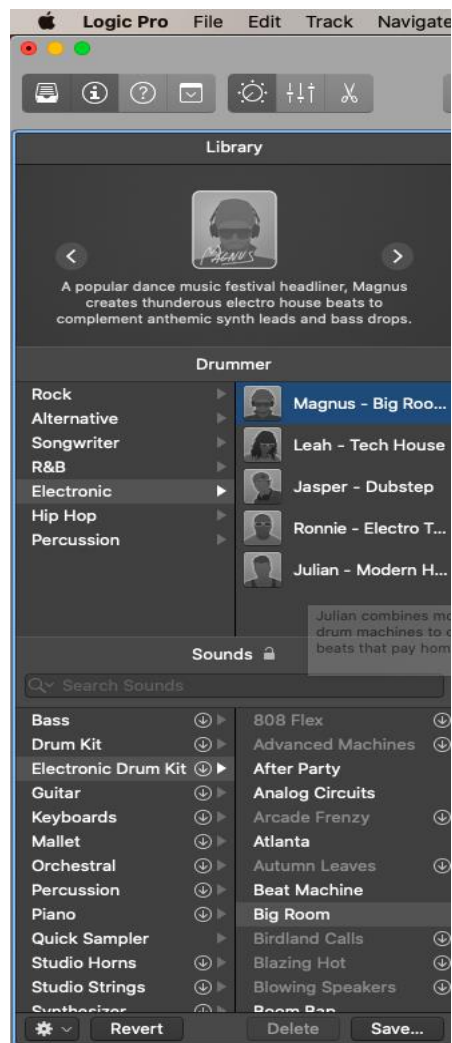 Logic Pro File Edit Track Navigate
Library
MAGNUS
A popular dance music festival headliner, Magnus
creates thunderous electro house beats to
complement anthemic synth leads and bass drops.
Drummer
Rock
Alternative
Songwriter
R&B
Electronic
Hip Hop
Percussion
Magnus - Big Roo...
Leah - Tech House
Jasper - Dubstep
Ronnie - Electro T...
Julian - Modern H...
Julian combines
drum machines to
beats that pay
Sounds
Search Sounds
Bass
Drum Kit
Electronic Drum Kit
Guitar
Keyboards
Mallet
Orchestral
Percussion
Piano
Quick Sampler
Studio Horns
Studio Strings
Synthesizer
808 Flex
Advanced Machines
After Party
Analog Circuits
Arcade Frenzy
Atlanta
Autumn Leaves
Beat Machine
Big Room
Birdland Calls
Blazing Hot
Blowing Speakers
Boom Bap
Revert
Delete
Save...